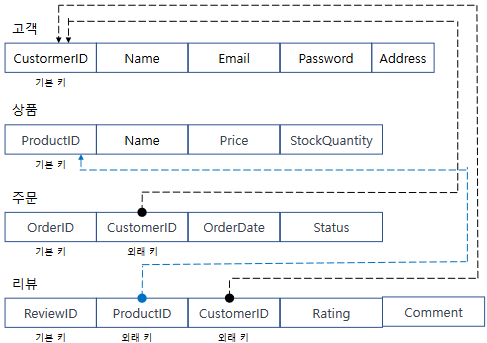 고객
CustormerID Name Email Password Address
기본 키
상품
ProductID Name Price StockQuantity
기본 키
주문
OrderID CustomerID OrderDate Status
기본 키 외래 키
리뷰
ReviewID ProductID CustomerID Rating Comment
기본 키 외래 키 외래 키